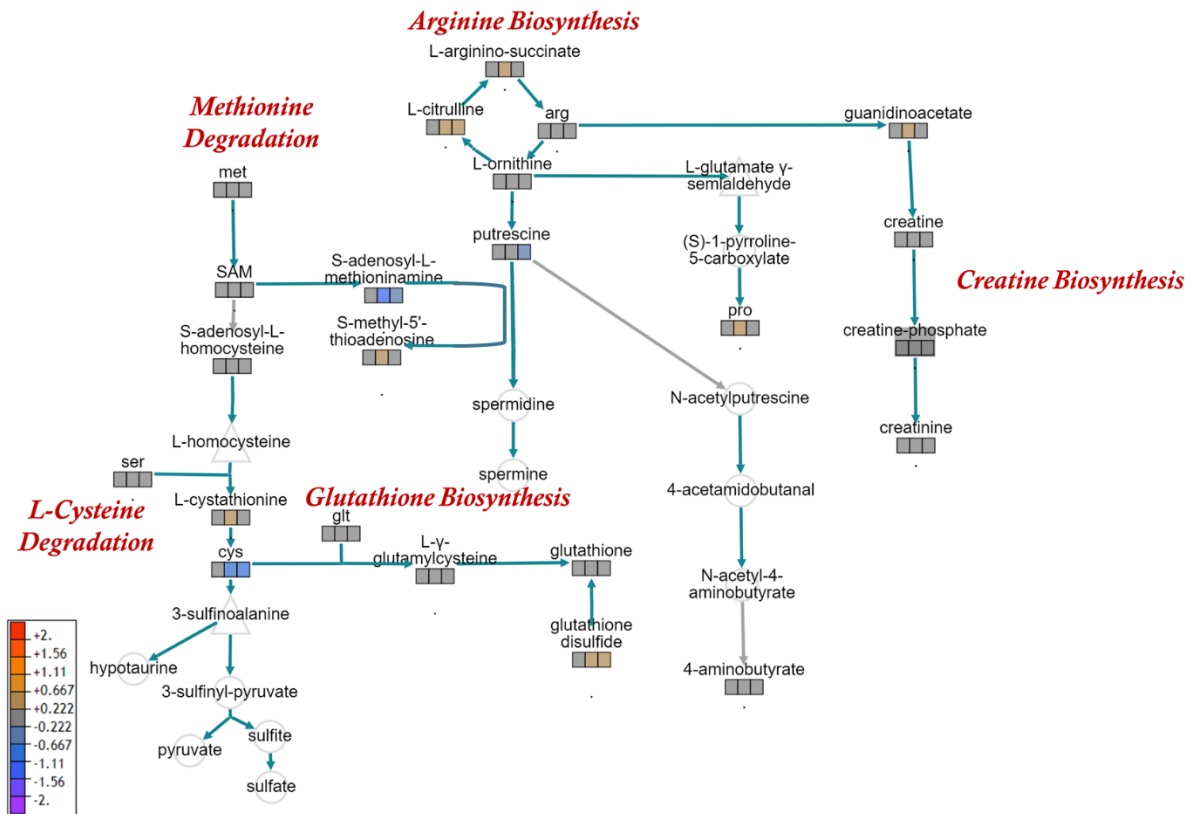 Arginine Biosynthesis
L-arginino-succinate
Methionine
Degradation
L-citrulline
arg
guanidinoacetate
met
L-ornithine
L-glutamate γ-
semialdehyde
putrescine
(S)-1-pyrroline-
5-carboxylate
creatine
SAM
S-adenosyl-L-
methioninamine
Creatine Biosynthesis
pro
S-adenosyl-L-
homocysteine
S-methyl-5'-
thioadenosine
creatine-phosphate
spermidine
N-acetylputrescine
L-homocysteine
creatinine
ser
spermine
4-acetamidobutanal
L-Cysteine
Degradation
L-cystathionine
Glutathione Biosynthesis
glt
cys
L-γ-
glutamylcysteine
glutathione
N-acetyl-4-
aminobutyrate
3-sulfinoalanine
glutathione
disulfide
hypotaurine
4-aminobutyrate
3-sulfinyl-pyruvate
pyruvate
sulfite
sulfate
+2.
+1.56
+1.11
+0.667
+0.222
-0.222
-0.667
-1.11
-1.56
-2.